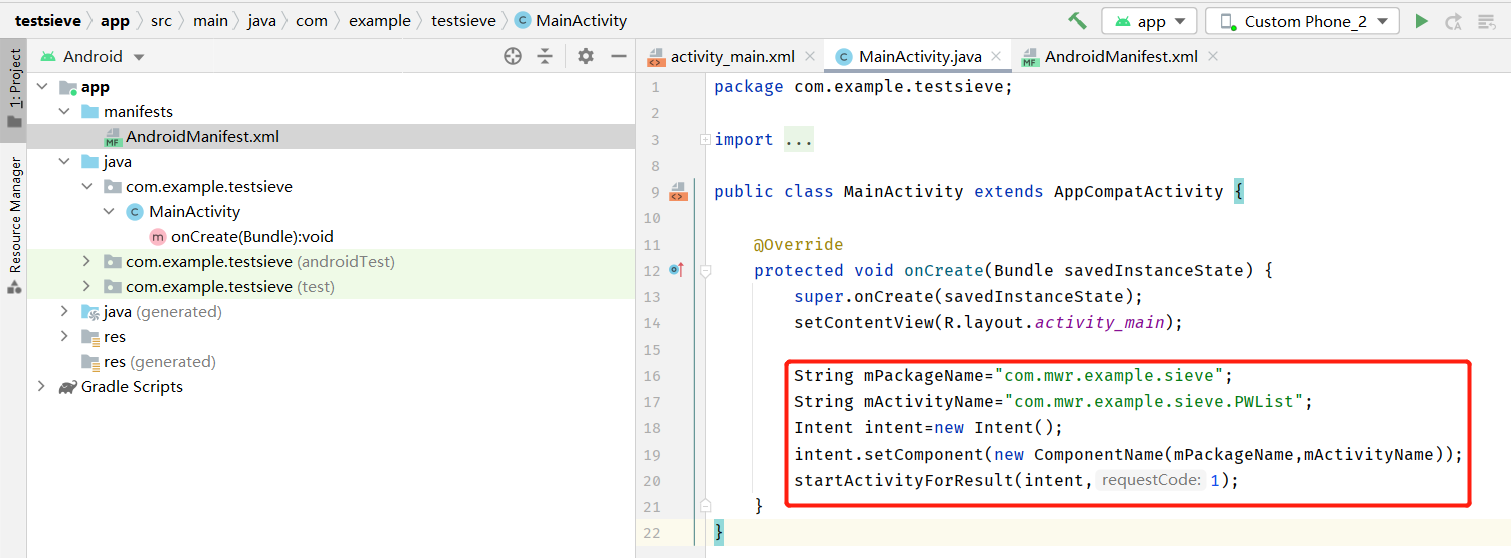 testsieve app src main java com example testsieve MainActivity app Custom Phone_2
1: Project
Resource Manager
Android
app
manifests
AndroidManifest.xml
java
com.example.testsieve
MainActivity
onCreate(Bundle):void
com.example.testsieve (androidTest)
com.example.testsieve (test)
java (generated)
res
res (generated)
Gradle Scripts
activity_main.xml MainActivity.java AndroidManifest.xml
1 package com.example.testsieve;
2
3 import ...
8
9 public class MainActivity extends AppCompatActivity {
10
11 @Override
12 protected void onCreate(Bundle savedInstanceState) {
13 super.onCreate(savedInstanceState);
14 setContentView(R.layout.activity_main);
15
16 String mPackageName="com.mwr.example.sieve";
17 String mActivityName="com.mwr.example.sieve.PWList";
18 Intent intent=new Intent();
19 intent.setComponent(new ComponentName(mPackageName,mActivityName));
20 startActivityForResult(intent, requestCode: 1);
21 }
22 }